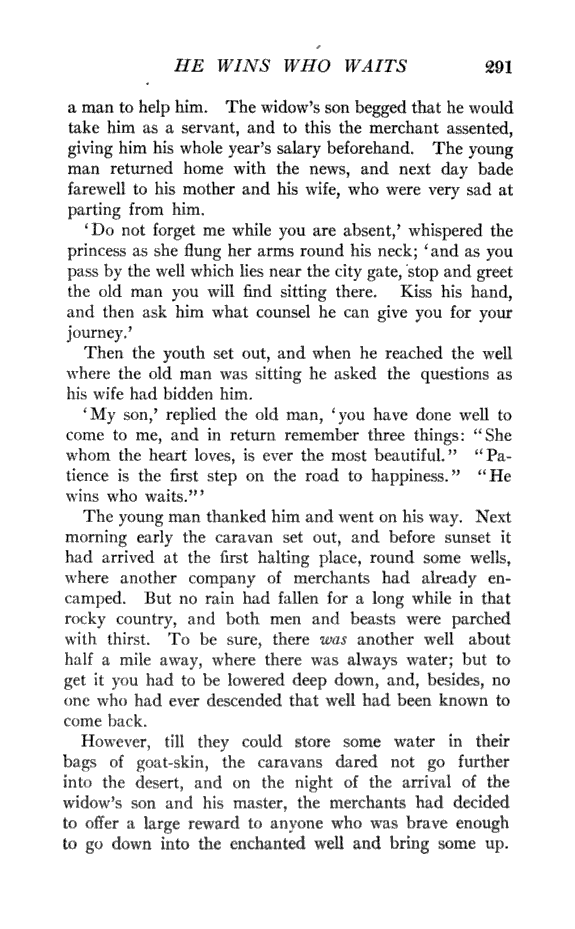 HE WINS WHO WAITS 291
a man to help him. The widow's son begged that he would
take him as a servant, and to this the merchant assented,
giving him his whole year's salary beforehand. The young
man returned home with the news, and next day bade
farewell to his mother and his wife, who were very sad at
parting from him.
'Do not forget me while you are absent,' whispered the
princess as she flung her arms round his neck; 'and as you
pass by the well which lies near the city gate, stop and greet
the old man you will find sitting there. Kiss his hand,
and then ask him what counsel he can give you for your
journey.'
Then the youth set out, and when he reached the well
where the old man was sitting he asked the questions as
his wife had bidden him.
'My son,' replied the old man, 'you have done well to
come to me, and in return remember three things: "She
whom the heart loves, is ever the most beautiful." "Pa-
tience is the first step on the road to happiness." "He
wins who waits."'
The young man thanked him and went on his way. Next
morning early the caravan set out, and before sunset it
had arrived at the first halting place, round some wells,
where another company of merchants had already en-
camped. But no rain had fallen for a long while in that
rocky country, and both men and beasts were parched
with thirst. To be sure, there was another well about
half a mile away, where there was always water; but to
get it you had to be lowered deep down, and, besides, no
one who had ever descended that well had been known to
come back.
However, till they could store some water in their
bags of goat-skin, the caravans dared not go further
into the desert, and on the night of the arrival of the
widow's son and his master, the merchants had decided
to offer a large reward to anyone who was brave enough
to go down into the enchanted well and bring some up.